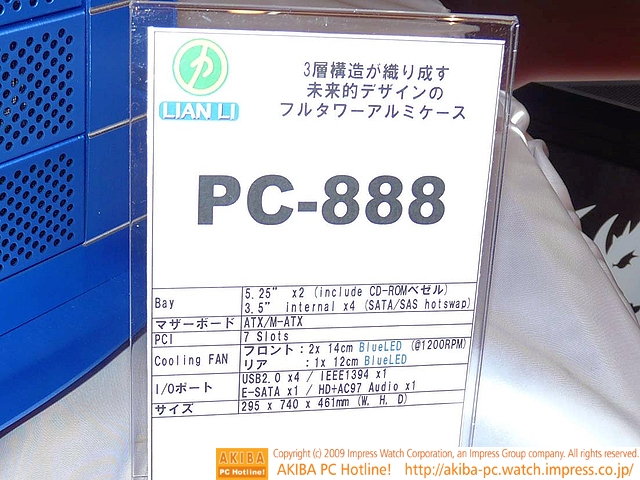 LIAN LI
3層構造が織り成す
未来的デザインの
フルタワーアルミケース
PC-888
Bay 5.25" x2 (include CD-ROMベゼル)
3.5" internal x4 (SATA/SAS hotswap)
マザーボード ATX/M-ATX
PCI 7 Slots
Cooling FAN フロント：2x 14cm BlueLED (@1200RPM)
リア ：1x 12cm BlueLED
I/Oポート USB2.0 x4 / IEEE1394 x1
E-SATA x1 / HD+AC97 Audio x1
サイズ 295 x 740 x 461mm (W. H. D)
AKIBA PC Hotline!
Copyright (c) 2009 Impress Watch Corporation, an Impress Group company. All rights reserved.
AKIBA PC Hotline! http://akiba-pc.watch.impress.co.jp/